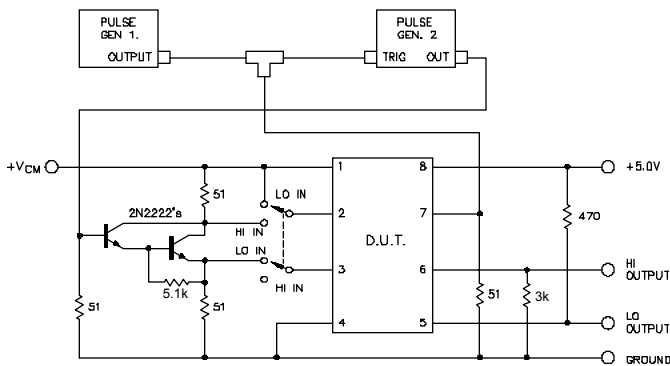 PULSE
GEN 1.
OUTPUT
PULSE
GEN. 2
TRIG OUT
+VCM
1
8
+5.0V
51
LO IN
2N2222's
2
7
470
HI IN
D.U.T.
LO IN
3
6
HI
OUTPUT
5.1k
HI IN
51
51
51
3k
4
5
LO
OUTPUT
GROUND